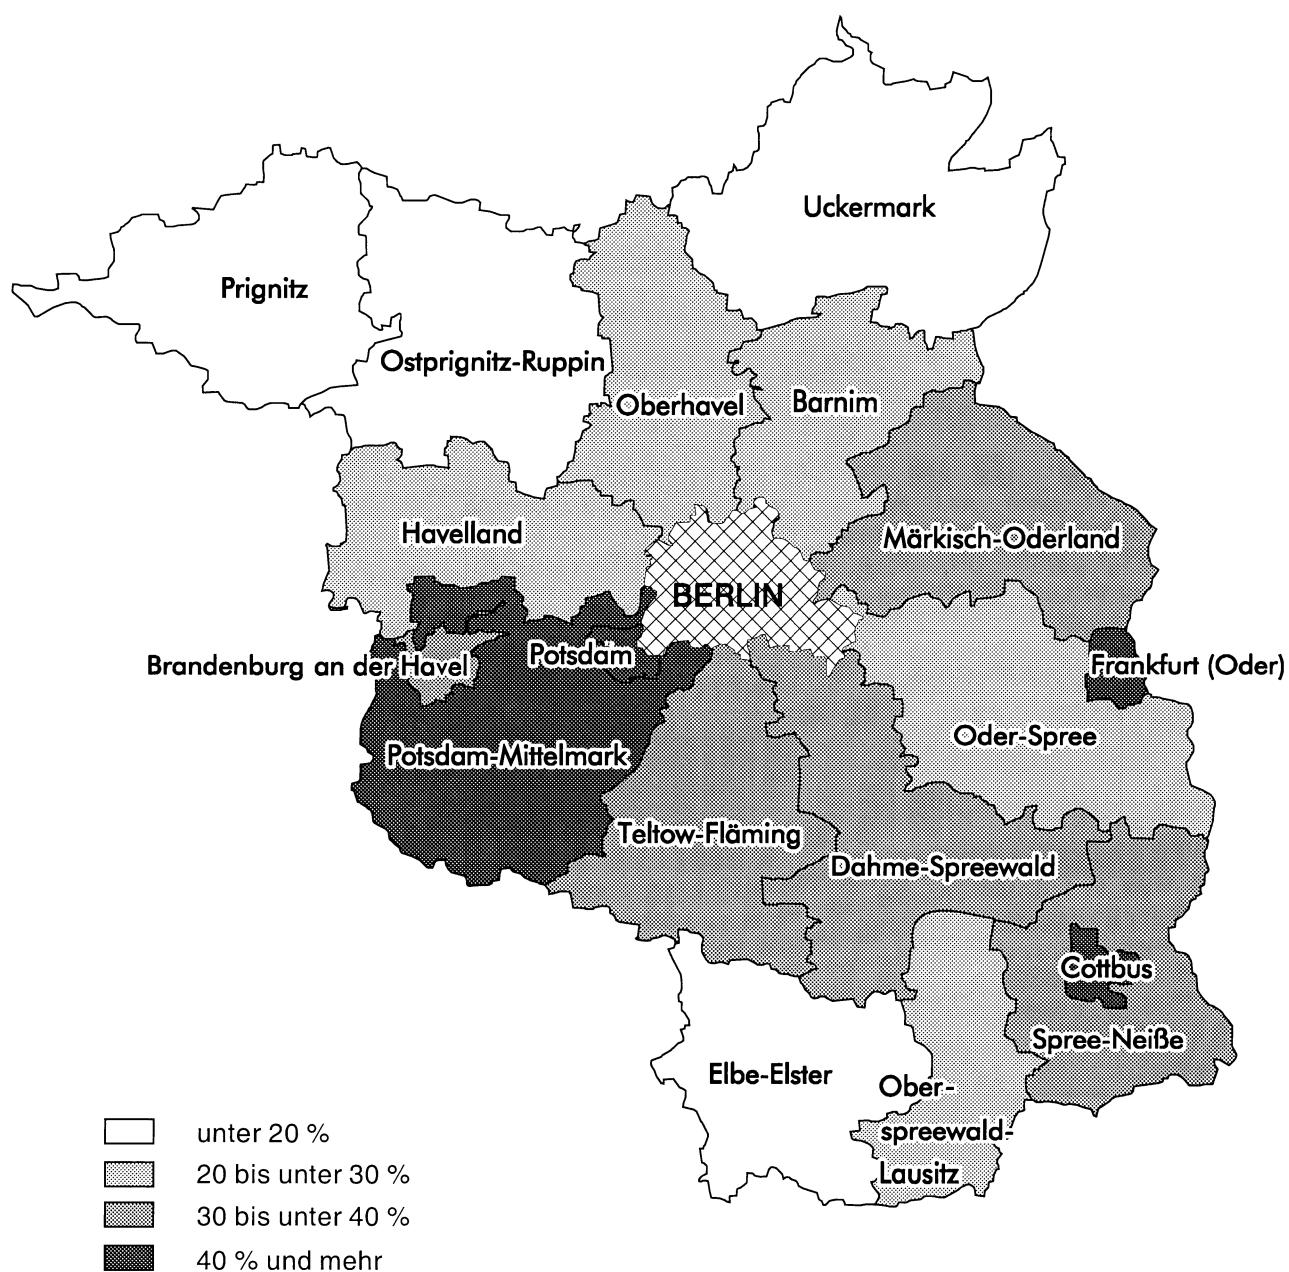 Uckermark
Prignitz
Ostprignitz-Ruppin
Oberhavel
Barnim
Havelland
Märkisch-Oderland
BERLIN
Brandenburg an der Havel
Potsdam
Frankfurt (Oder)
Oder-Spree
Potsdam-Mittelmark
Teltow-Fläming
Dahme-Spreewald
Cottbus
Spree-Neiße
Elbe-Elster
Ober-
spreewald-
Lausitz
unter 20 %
20 bis unter 30 %
30 bis unter 40 %
40 % und mehr